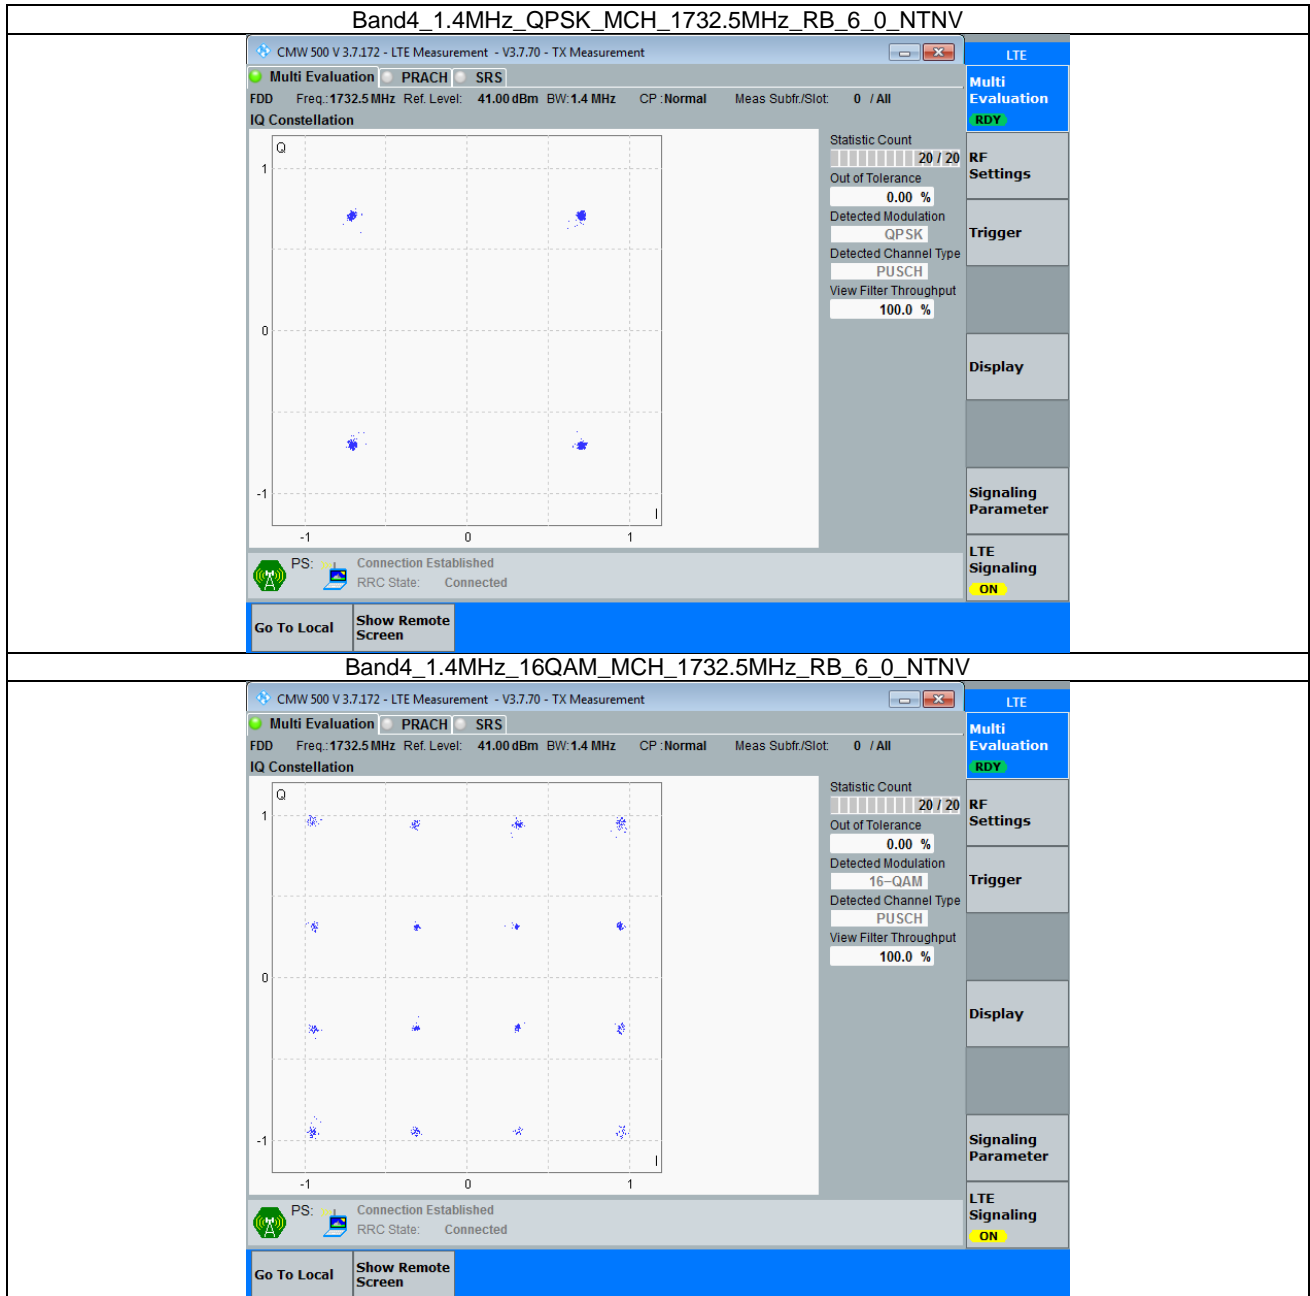 Band4_1.4MHz_QPSK_MCH_1732.5MHz_RB_6_0_NTNV
CMW 500 V 3.7.172 - LTE Measurement - V3.7.70 - TX Measurement
LTE
Multi Evaluation PRACH SRS
Multi
Evaluation
RDY
FDD Freq.:1732.5 MHz Ref. Level: 41.00 dBm BW:1.4 MHz CP :Normal Meas Subfr./Slot: 0 / All
IQ Constellation
Q
1
0
-1
-1 0 1
I
Statistic Count
20 / 20
Out of Tolerance
0.00 %
Detected Modulation
QPSK
Detected Channel Type
PUSCH
View Filter Throughput
100.0 %
RF
Settings
Trigger
Display
Signaling
Parameter
LTE
Signaling
ON
PS: Connection Established
RRC State: Connected
Go To Local
Show Remote
Screen
Band4_1.4MHz_16QAM_MCH_1732.5MHz_RB_6_0_NTNV
CMW 500 V 3.7.172 - LTE Measurement - V3.7.70 - TX Measurement
LTE
Multi Evaluation PRACH SRS
Multi
Evaluation
RDY
FDD Freq.:1732.5 MHz Ref. Level: 41.00 dBm BW:1.4 MHz CP :Normal Meas Subfr./Slot: 0 / All
IQ Constellation
Q
1
0
-1
-1 0 1
I
Statistic Count
20 / 20
Out of Tolerance
0.00 %
Detected Modulation
16-QAM
Detected Channel Type
PUSCH
View Filter Throughput
100.0 %
RF
Settings
Trigger
Display
Signaling
Parameter
LTE
Signaling
ON
PS: Connection Established
RRC State: Connected
Go To Local
Show Remote
Screen